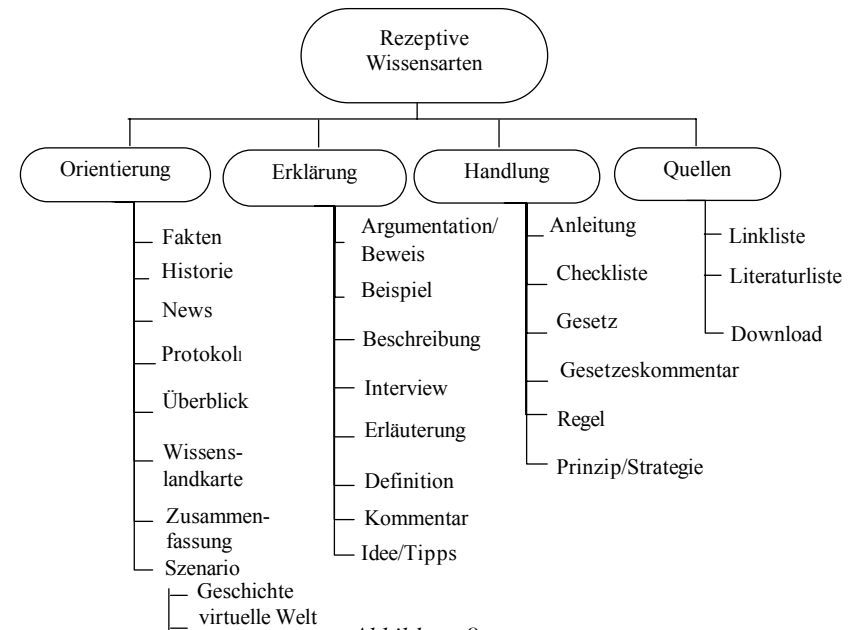 Rezeptive
Wissensarten
Orientierung
Erklärung
Handlung
Quellen
Fakten
Historie
News
Protokoll
Überblick
Wissens-
landkarte
Zusammen-
fassung
Szenario
Geschichte
virtuelle Welt
Argumentation/
Beweis
Beispiel
Beschreibung
Interview
Erläuterung
Definition
Kommentar
Idee/Tipps
Anleitung
Checkliste
Gesetz
Gesetzeskommentar
Regel
Prinzip/Strategie
Linkliste
Literaturliste
Download